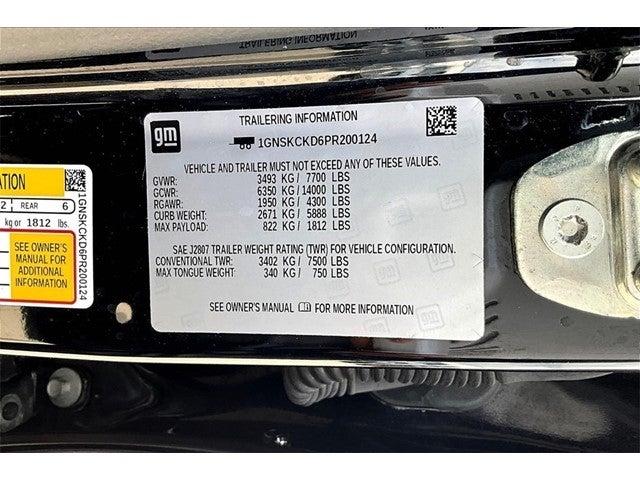 TRAILERING INFORMATION
gm
TRAILERING INFORMATION
1GNSKCKD6PR200124
VEHICLE AND TRAILER MUST NOT EXCEED ANY OF THESE VALUES.
GVWR: 3493 KG / 7700 LBS
GCWR: 6350 KG / 14000 LBS
RGAWR: 1950 KG / 4300 LBS
CURB WEIGHT: 2671 KG / 5888 LBS
MAX PAYLOAD: 822 KG / 1812 LBS
SAE J2807 TRAILER WEIGHT RATING (TWR) FOR VEHICLE CONFIGURATION.
CONVENTIONAL TWR: 3402 KG / 7500 LBS
MAX TONGUE WEIGHT: 340 KG / 750 LBS
SEE OWNER'S MANUAL FOR MORE INFORMATION
ATION
2 REAR 6
kg or 1812 lbs.
SEE OWNER'S
MANUAL FOR
ADDITIONAL
INFORMATION
1GNSKCKD6PR200124